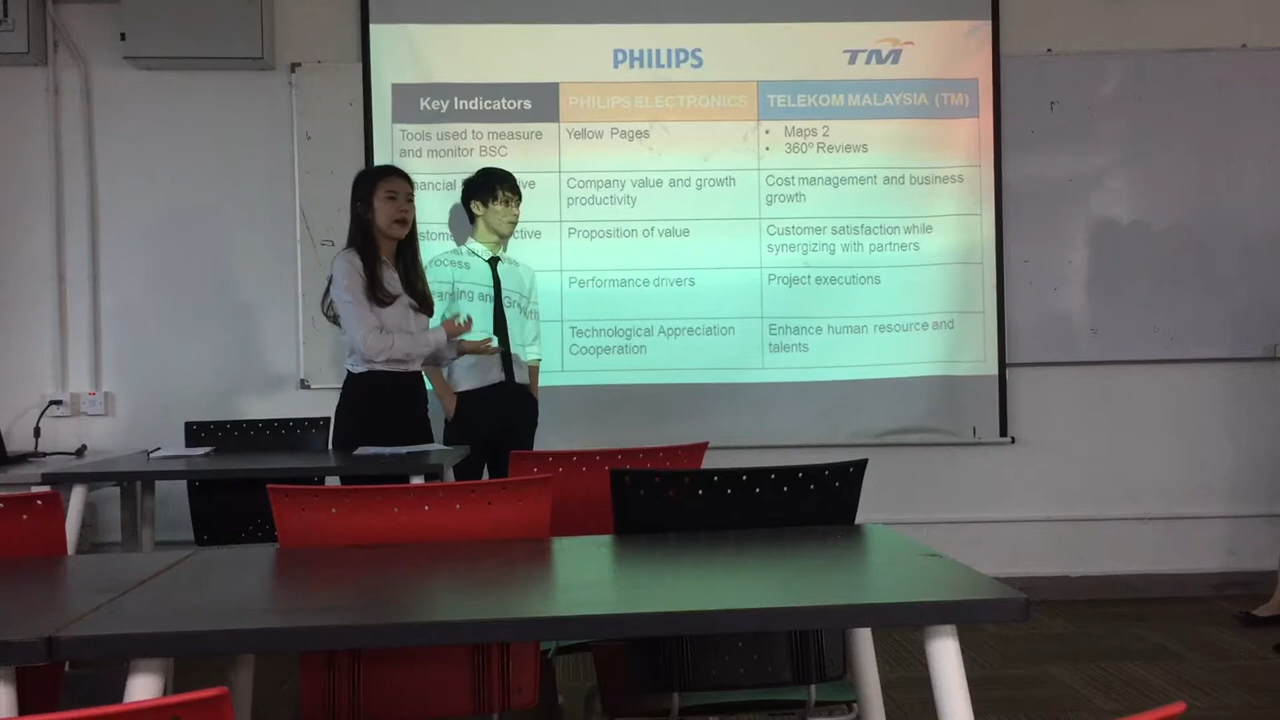 PHILIPS
TM
Key Indicators
PHILIPS ELECTRONICS
TELEKOM MALAYSIA (TM)
Tools used to measure
and monitor BSC
Yellow Pages
• Maps 2
• 360º Reviews
Company value and growth
productivity
Cost management and business
growth
Proposition of value
Customer satisfaction while
synergizing with partners
Performance drivers
Project executions
Technological Appreciation
Cooperation
Enhance human resource and
talents